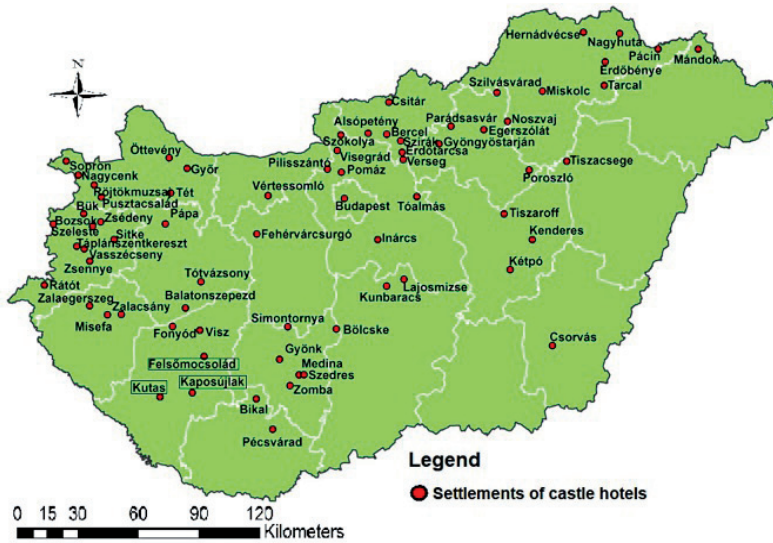 Hernádvécse
Nagyhuta
Pácin
Mándok
Erdőbénye
Tarcal
Szilvásvárad
Miskolc
Csitár
Alsópetény
Parádsasvár
Noszvaj
Bercel
Egerszólát
Szokolya
Szirák
Gyöngyöstarján
Visegrád
Erdőtarcsa
Verseg
Öttevény
Győr
Pilisszántó
Pomáz
Poroszló
Tiszacsege
Sopron
Nagycenk
Röjtökmuzsaj
Tét
Vértessomló
Budapest
Tóalmás
Pusztacsalád
Bük
Zsédeny
Pápa
Tiszaroff
Bozsok
Szeleste
Sitke
Fehérvárcsurgó
Inárcs
Kenderes
Táplánszentkereszt
Vasszécseny
Zsennye
Kétpó
Rátót
Tótvázsony
Lajosmizse
Kunbaracs
Zalaegerszeg
Zalacsány
Balatonszepezd
Misefa
Simontornya
Fonyód
Visz
Bölcske
Csorvás
Felsőmocsolád
Gyönk
Medina
Szedres
Kutas
Kaposújlak
Zomba
Bikal
Pécsvárad
Legend
Settlements of castle hotels
0 15 30 60 90 120
Kilometers